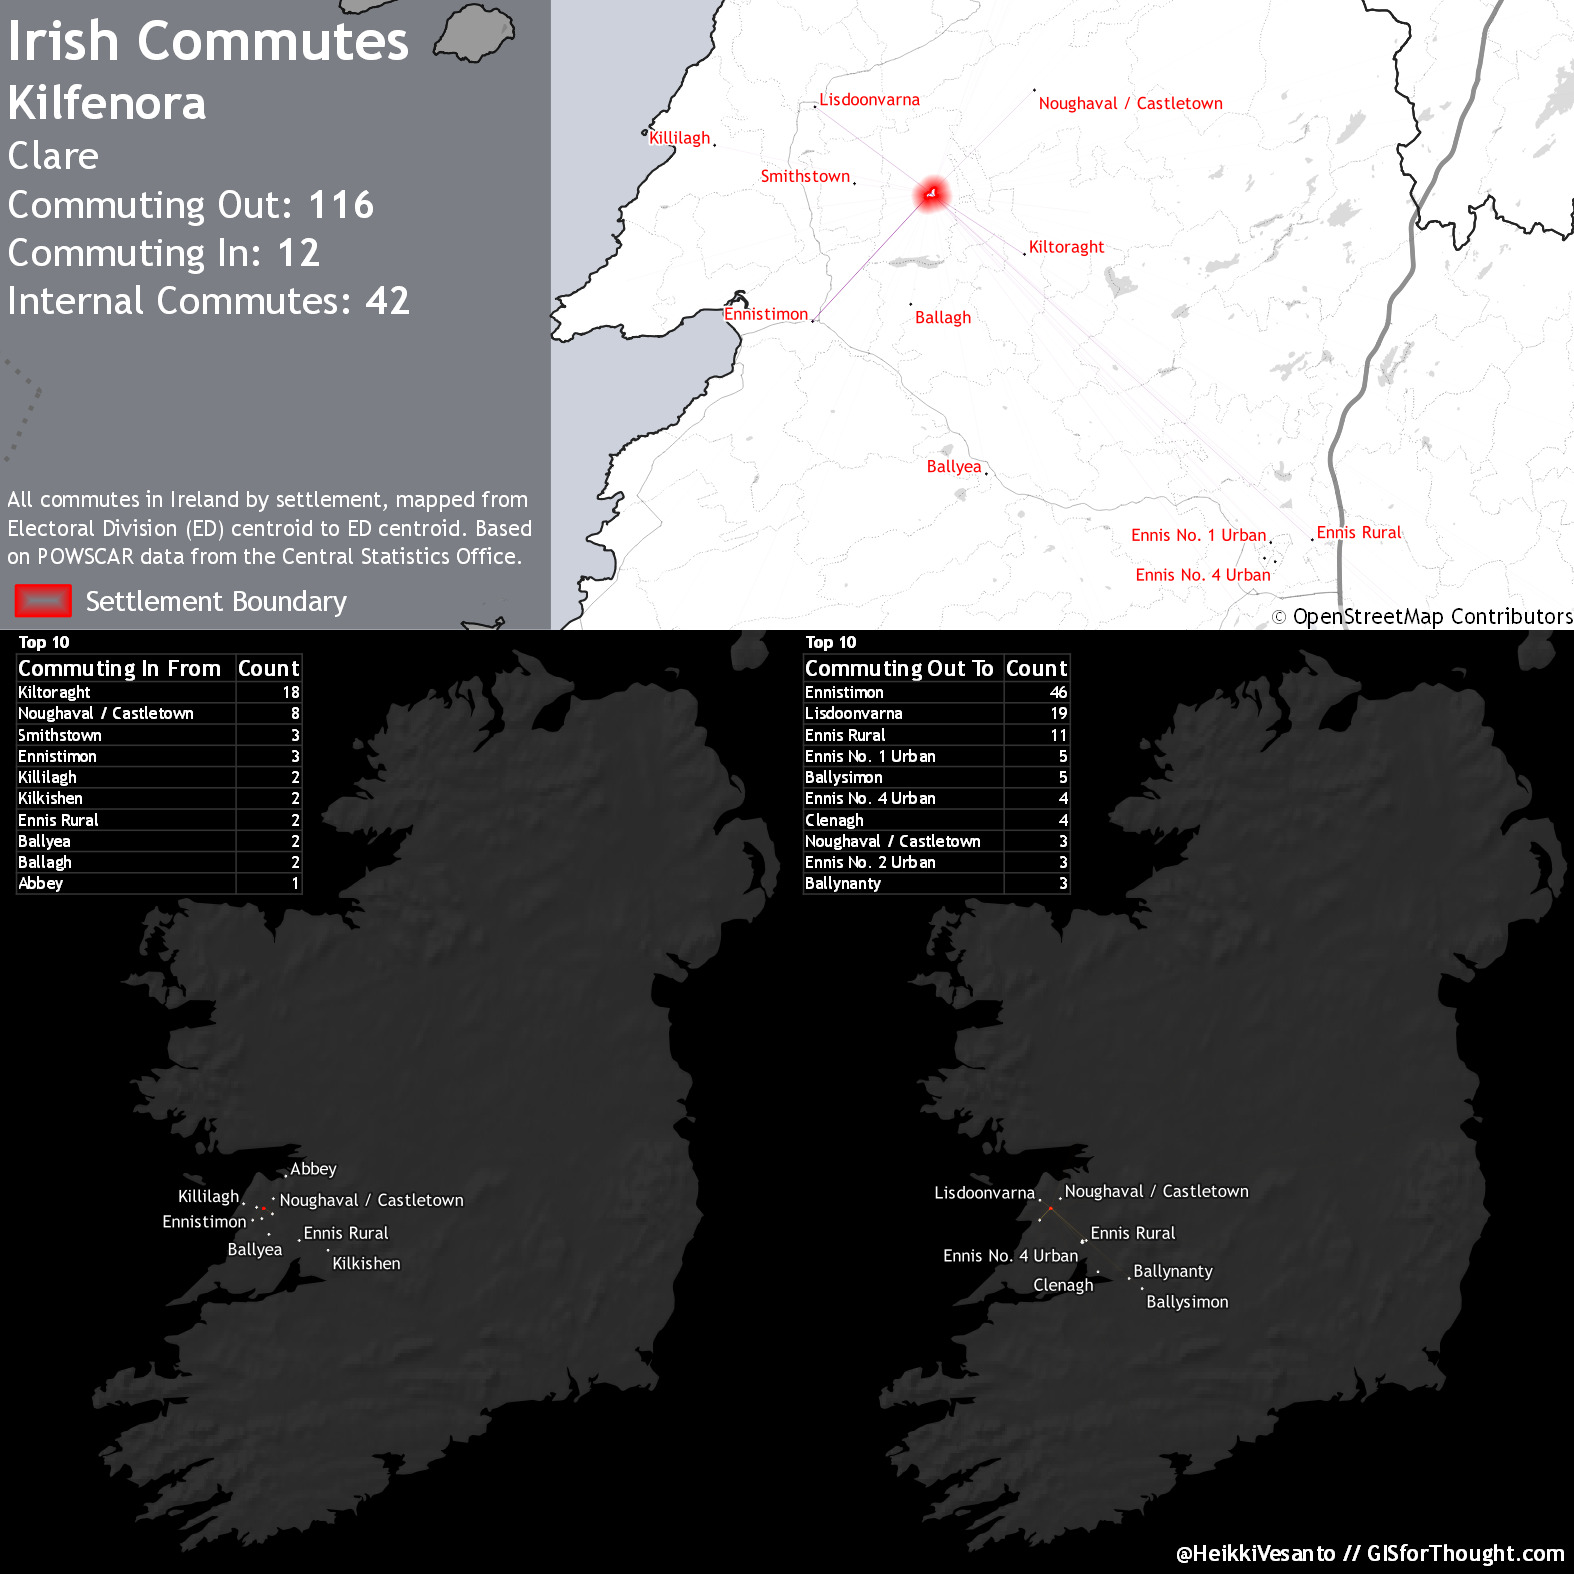 Irish Commutes
Kilfenora
Clare
Commuting Out: 116
Commuting In: 12
Internal Commutes: 42
All commutes in Ireland by settlement, mapped from
Electoral Division (ED) centroid to ED centroid. Based
on POWSCAR data from the Central Statistics Office.
Settlement Boundary
Lisdoonvarna
Noughaval / Castletown
Killilagh
Smithstown
Kiltoraght
Ennistimon
Ballagh
Ballyea
Ennis No. 1 Urban
Ennis Rural
Ennis No. 4 Urban
© OpenStreetMap Contributors
Top 10
Commuting In From Count
Kiltoraght 18
Noughaval / Castletown 8
Smithstown 3
Ennistimon 3
Killilagh 2
Kilkishen 2
Ennis Rural 2
Ballyea 2
Ballagh 2
Abbey 1
Abbey
Killilagh
Noughaval / Castletown
Ennistimon
Ennis Rural
Ballyea
Kilkishen
Top 10
Commuting Out To Count
Ennistimon 46
Lisdoonvarna 19
Ennis Rural 11
Ennis No. 1 Urban 5
Ballysimon 5
Ennis No. 4 Urban 4
Clenagh 4
Noughaval / Castletown 3
Ennis No. 2 Urban 3
Ballynanty 3
Lisdoonvarna
Noughaval / Castletown
Ennis Rural
Ennis No. 4 Urban
Ballynanty
Clenagh
Ballysimon
@HeikkiVesanto // GISforThought.com